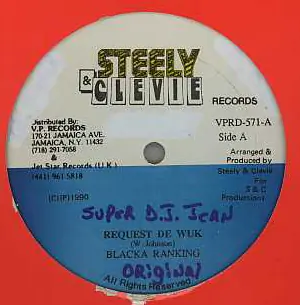 STEELY
& CLEVIE
RECORDS
Distributed By:
V.P. RECORDS
170-21 JAMAICA AVE.
JAMAICA, N.Y. 11432
(718) 291-7058
&
Jet Star Records (U.K.)
(441)-961-5818
VPRD-571-A
Side A
Arranged &
Produced by
Steely & Clevie
For
S & C
Productions
(C)(P)1990
SUPER D.J. JEAN
REQUEST DE WUK
(W. Johnson)
BLACKA RANKING
ORIGINAL
All Rights Reserved